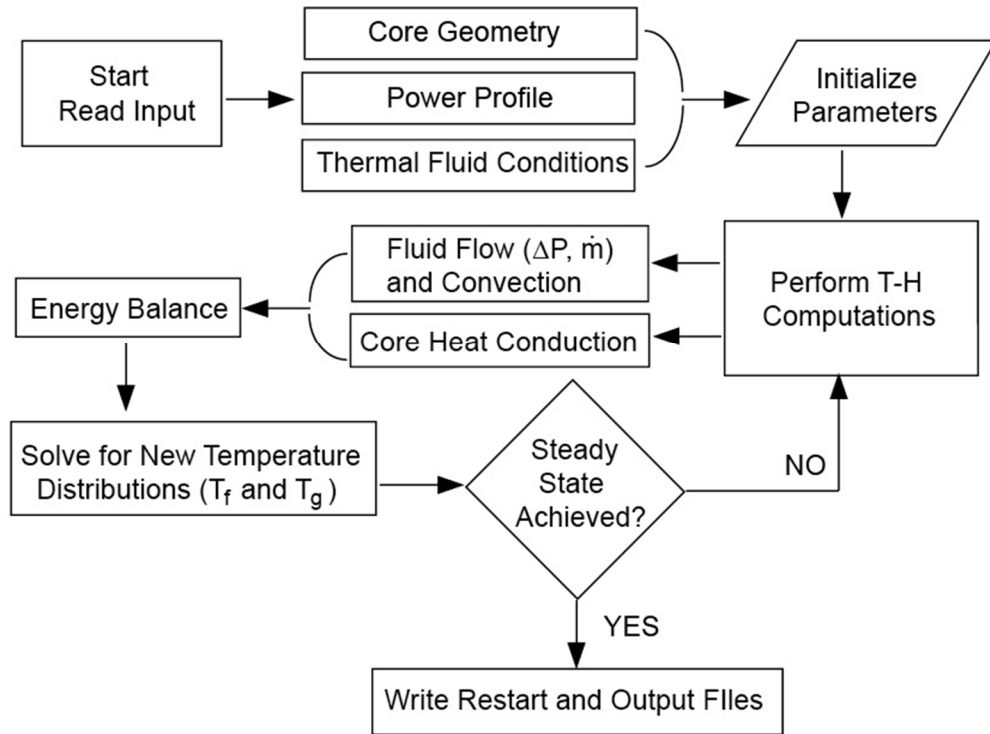 Start
Read Input
Core Geometry
Power Profile
Thermal Fluid Conditions
Initialize
Parameters
Perform T-H
Computations
Fluid Flow (ΔP, ṁ)
and Convection
Core Heat Conduction
Energy Balance
Solve for New Temperature
Distributions (T_f and T_g)
Steady
State
Achieved?
NO
YES
Write Restart and Output FIles